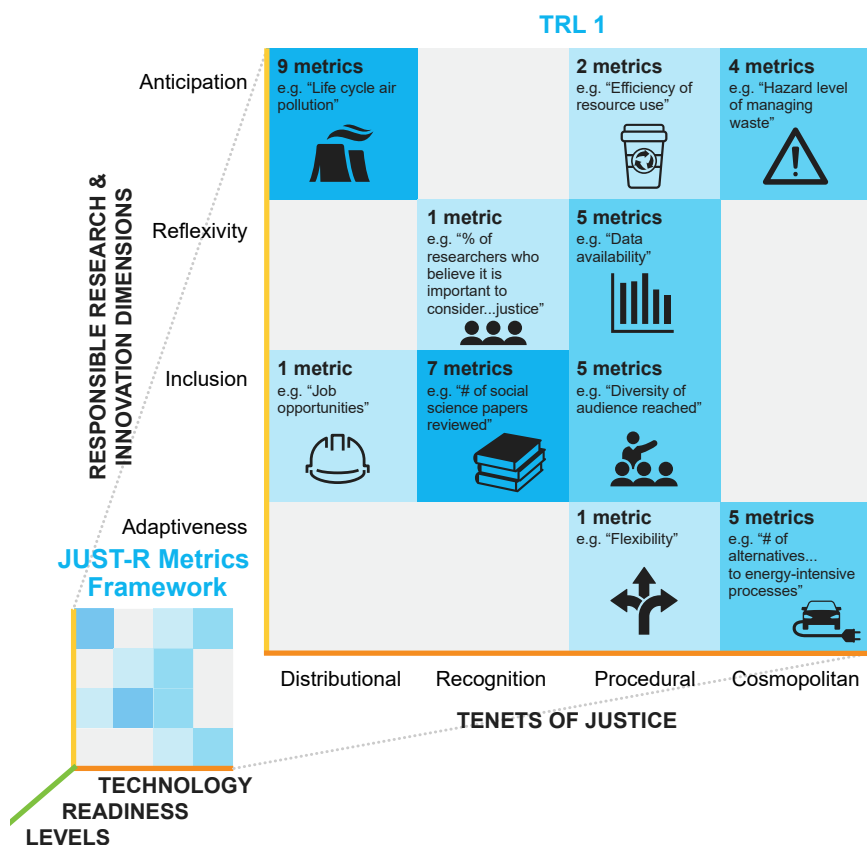 TRL 1
RESPONSIBLE RESEARCH &
INNOVATION DIMENSIONS
Anticipation
9 metrics
e.g. “Life cycle air
pollution”
2 metrics
e.g. “Efficiency of
resource use”
4 metrics
e.g. “Hazard level
of managing
waste”
Reflexivity
1 metric
e.g. “% of
researchers who
believe it is
important to
consider...justice”
5 metrics
e.g. “Data
availability”
Inclusion
1 metric
e.g. “Job
opportunities”
7 metrics
e.g. “# of social
science papers
reviewed”
5 metrics
e.g. “Diversity of
audience reached”
Adaptiveness
1 metric
e.g. “Flexibility”
5 metrics
e.g. “# of
alternatives...
to energy-intensive
processes”
Distributional
Recognition
Procedural
Cosmopolitan
TENETS OF JUSTICE
JUST-R Metrics
Framework
TECHNOLOGY
READINESS
LEVELS